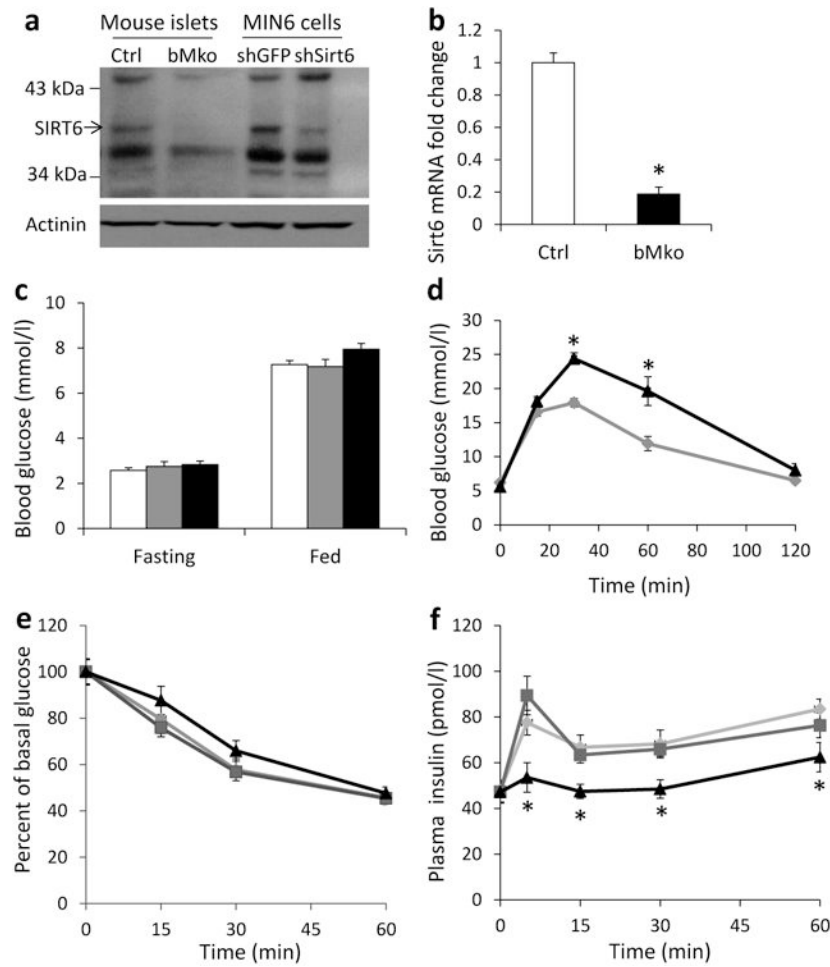 a
Mouse islets MIN6 cells
Ctrl bMko shGFP shSirt6
43 kDa
SIRT6
34 kDa
Actinin
b
Sirt6 mRNA fold change
1.2
1
0.8
0.6
0.4
0.2
0
*
Ctrl bMko
c
Blood glucose (mmol/l)
10
8
6
4
2
0
Fasting Fed
d
Blood glucose (mmol/l)
30
25
20
15
10
5
0
* *
0 20 40 60 80 100 120
Time (min)
e
Percent of basal glucose
120
100
80
60
40
20
0
0 15 30 45 60
Time (min)
f
Plasma insulin (pmol/l)
120
100
80
60
40
20
0
* * * *
0 15 30 45 60
Time (min)